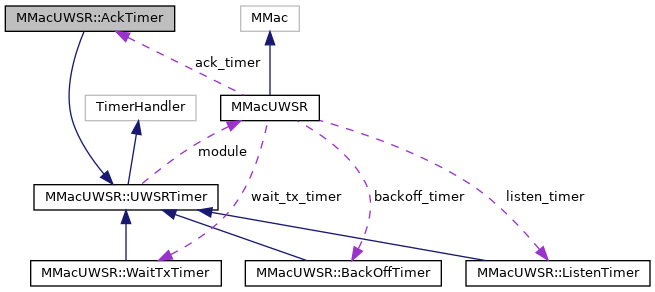 MMacUWSR::AckTimer
MMac
ack_timer
TimerHandler
MMacUWSR
module
MMacUWSR::UWSRTimer
wait_tx_timer
backoff_timer
listen_timer
MMacUWSR::WaitTxTimer
MMacUWSR::BackOffTimer
MMacUWSR::ListenTimer